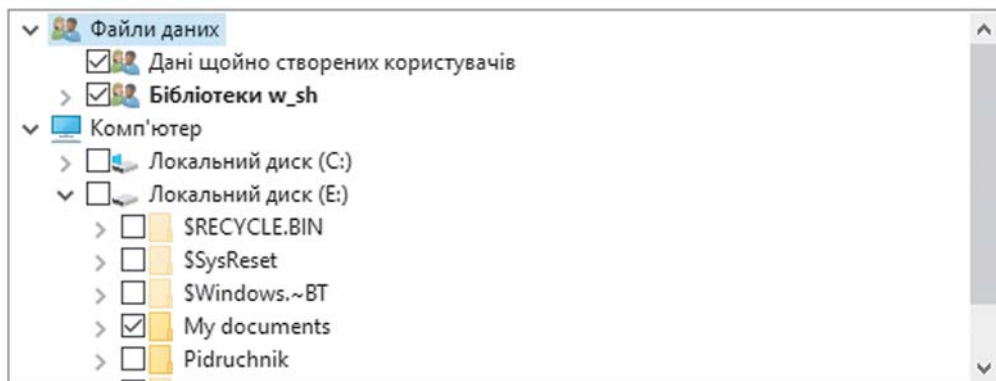 Файли даних
Дані щойно створених користувачів
Бібліотеки w_sh
Комп'ютер
Локальний диск (C:)
Локальний диск (E:)
$RECYCLE.BIN
$SysReset
$Windows.~BT
My documents
Pidruchnik